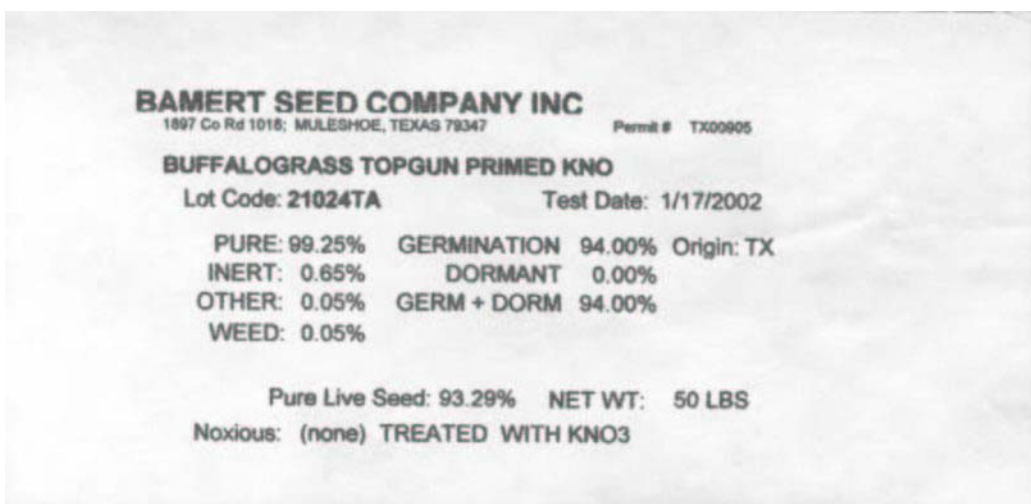 BAMERT SEED COMPANY INC
1897 Co Rd 1018; MULESHOE, TEXAS 79347 Permit # TX00905
BUFFALOGRASS TOPGUN PRIMED KNO
Lot Code: 21024TA Test Date: 1/17/2002
PURE: 99.25% GERMINATION 94.00% Origin: TX
INERT: 0.65% DORMANT 0.00%
OTHER: 0.05% GERM + DORM 94.00%
WEED: 0.05%
Pure Live Seed: 93.29% NET WT: 50 LBS
Noxious: (none) TREATED WITH KNO3